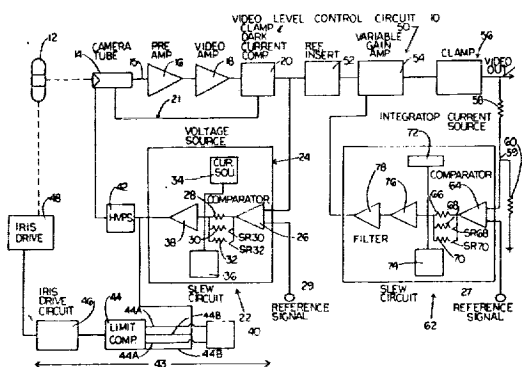 VIDEO LEVEL CONTROL CIRCUIT 10
12
CAMERA
TUBE
14
PRE
AMP
15
16
VIDEO AMP
18
VIDEO
CLAMP &
DARK
CURRENT COMP
20
21
REF
INSERT
52
50
VARIABLE
GAIN
AMP
54
CLAMP
56
VIDEO
OUT
58
CURRENT
SOURCE
60
59
INTEGRATOR
72
VOLTAGE
SOURCE
24
34
CUR.
SOU.
42
HVPS
38
28
30
32
COMPARATOR
26
SR30
SR32
36
29
SLEW CIRCUIT
22
REFERENCE
SIGNAL
78
76
FILTER
66
68
COMPARATOR
64
SR68
SR70
70
74
SLEW CIRCUIT
62
27
REFERENCE
SIGNAL
48
IRIS
DRIVE
IRIS
DRIVE
CIRCUIT
46
44
LIMIT
COMP.
44A
44B
40
44A
44B
43